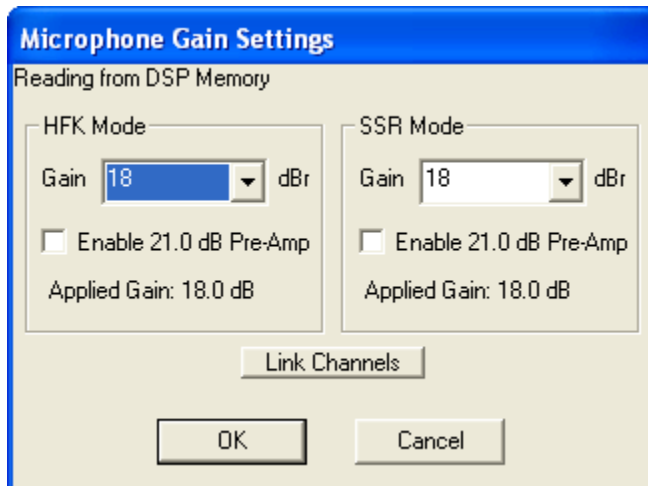 Microphone Gain Settings
Reading from DSP Memory
HFK Mode
Gain 18 dBr
Enable 21.0 dB Pre-Amp
Applied Gain: 18.0 dB
SSR Mode
Gain 18 dBr
Enable 21.0 dB Pre-Amp
Applied Gain: 18.0 dB
Link Channels
OK
Cancel